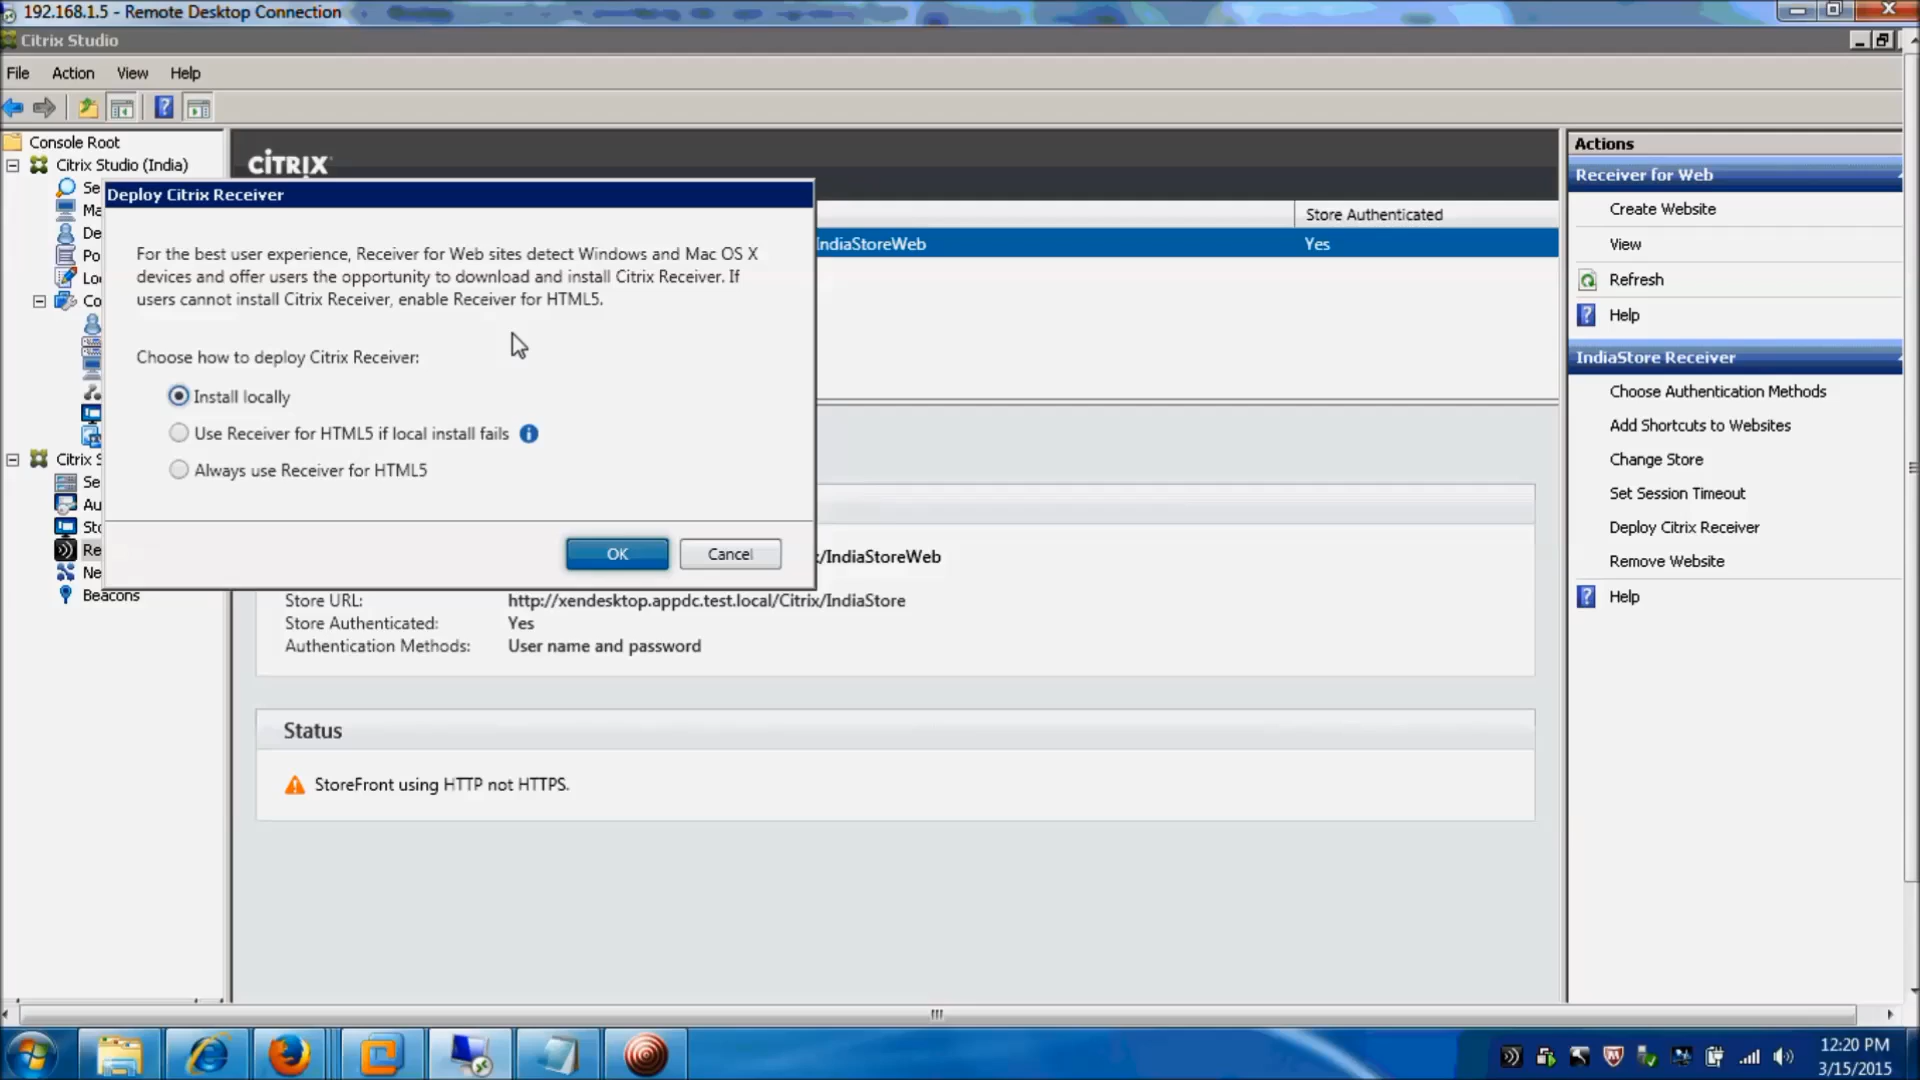 192.168.1.5 - Remote Desktop Connection
Citrix Studio
File Action View Help
Console Root
Citrix Studio (India)
Se
Ma
De
Po
Lo
Co
Citrix S
Se
Au
Sto
Re
Ne
Beacons
CITRIX
Store Authenticated
IndiaStoreWeb Yes
Deploy Citrix Receiver
For the best user experience, Receiver for Web sites detect Windows and Mac OS X
devices and offer users the opportunity to download and install Citrix Receiver. If
users cannot install Citrix Receiver, enable Receiver for HTML5.
Choose how to deploy Citrix Receiver:
Install locally
Use Receiver for HTML5 if local install fails
Always use Receiver for HTML5
OK Cancel
/IndiaStoreWeb
Store URL: http://xendesktop.appdc.test.local/Citrix/IndiaStore
Store Authenticated: Yes
Authentication Methods: User name and password
Status
StoreFront using HTTP not HTTPS.
Actions
Receiver for Web
Create Website
View
Refresh
Help
IndiaStore Receiver
Choose Authentication Methods
Add Shortcuts to Websites
Change Store
Set Session Timeout
Deploy Citrix Receiver
Remove Website
Help
12:20 PM
3/15/2015